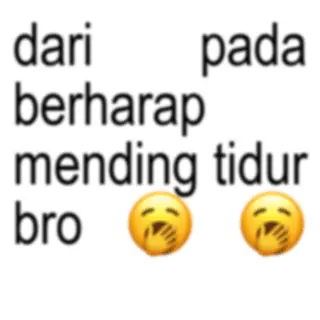 dari pada
berharap
mending tidur
bro 🥱 🥱